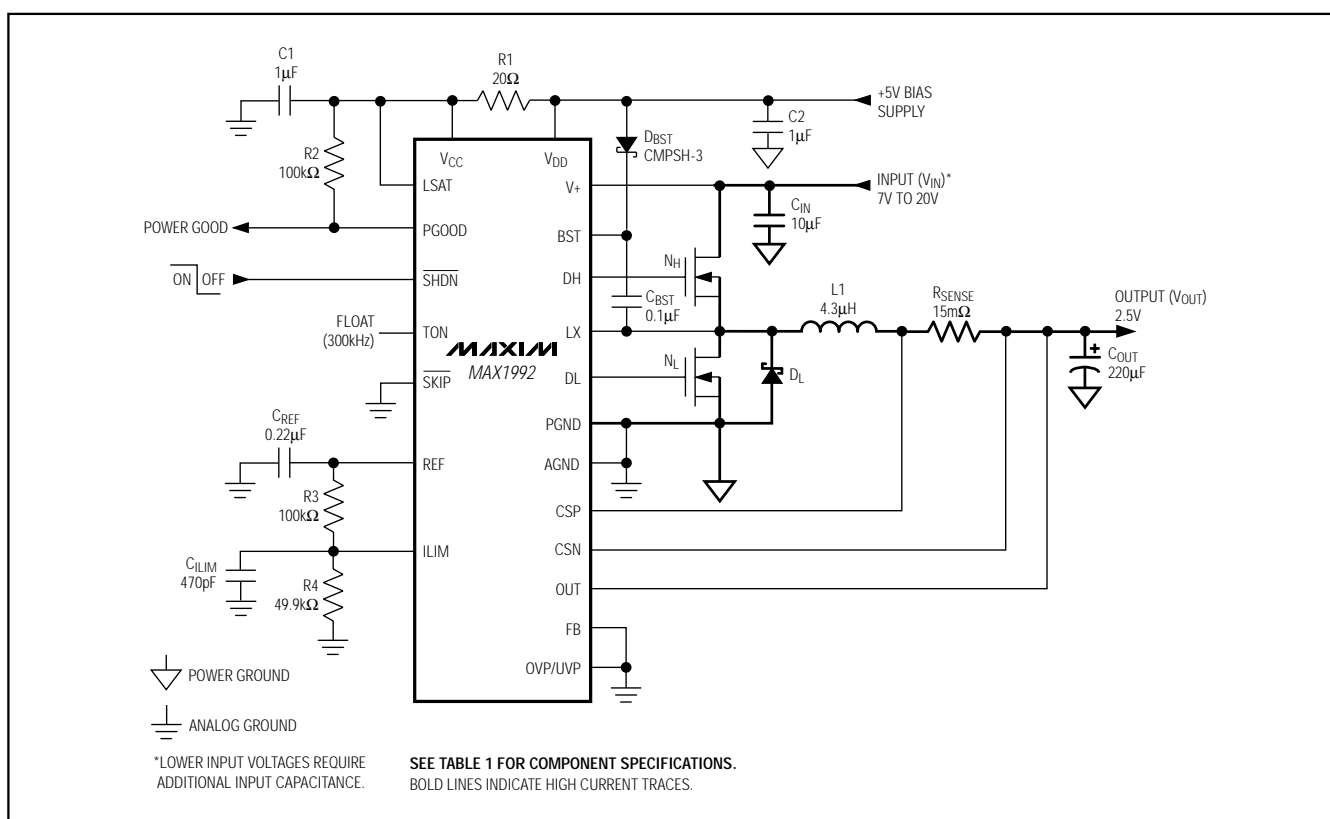 C1
1μF
R1
20Ω
+5V BIAS
SUPPLY
C2
1μF
DBST
CMPSH-3
R2
100kΩ
VCC
VDD
LSAT
V+
INPUT (VIN)*
7V TO 20V
CIN
10μF
POWER GOOD
PGOOD
BST
NH
ON
OFF
SHDN
DH
CBST
0.1μF
L1
4.3μH
RSENSE
15mΩ
OUTPUT (VOUT)
2.5V
FLOAT
(300kHz)
TON
LX
MAXIM
MAX1992
NL
DL
DL
COUT
+
220μF
SKIP
PGND
CREF
0.22μF
REF
AGND
R3
100kΩ
CSP
CILIM
470pF
ILIM
CSN
R4
49.9kΩ
OUT
FB
OVP/UVP
POWER GROUND
ANALOG GROUND
*LOWER INPUT VOLTAGES REQUIRE
ADDITIONAL INPUT CAPACITANCE.
SEE TABLE 1 FOR COMPONENT SPECIFICATIONS.
BOLD LINES INDICATE HIGH CURRENT TRACES.